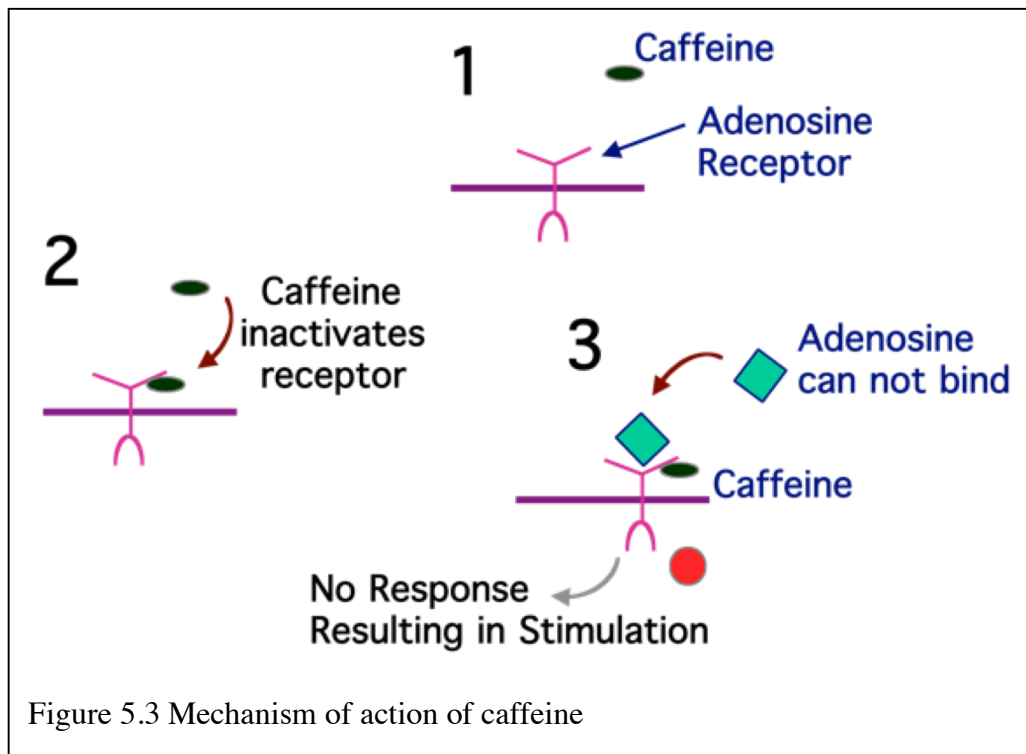 1
Caffeine
Adenosine
Receptor
2
Caffeine
inactivates
receptor
3
Adenosine
can not bind
Caffeine
No Response
Resulting in Stimulation
Figure 5.3 Mechanism of action of caffeine